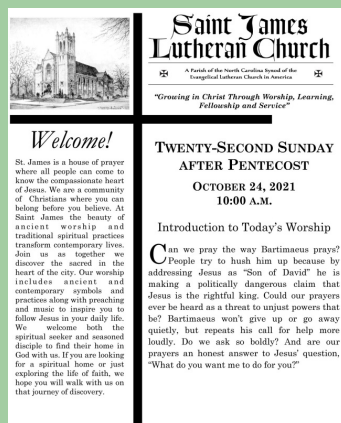 Saint James
Lutheran Church
A Parish of the North Carolina Synod of the
Evangelical Lutheran Church in America
"Growing in Christ Through Worship, Learning,
Fellowship and Service"
Welcome!
St. James is a house of prayer
where all people can come to
know the compassionate heart
of Jesus. We are a community
of Christians where you can
belong before you believe. At
Saint James the beauty of
ancient worship and
traditional spiritual practices
transform contemporary lives.
Join us as together we
discover the sacred in the
heart of the city. Our worship
includes ancient and
contemporary symbols and
practices along with preaching
and music to inspire you to
follow Jesus in your daily life.
We welcome both the
spiritual seeker and seasoned
disciple to find their home in
God with us. If you are looking
for a spiritual home or just
exploring the life of faith, we
hope you will walk with us on
that journey of discovery.
TWENTY-SECOND SUNDAY
AFTER PENTECOST
OCTOBER 24, 2021
10:00 A.M.
Introduction to Today's Worship
Can we pray the way Bartimaeus prays?
People try to hush him up because by
addressing Jesus as "Son of David" he is
making a politically dangerous claim that
Jesus is the rightful king. Could our prayers
ever be heard as a threat to unjust powers that
be? Bartimaeus won't give up or go away
quietly, but repeats his call for help more
loudly. Do we ask so boldly? And are our
prayers an honest answer to Jesus' question,
"What do you want me to do for you?"